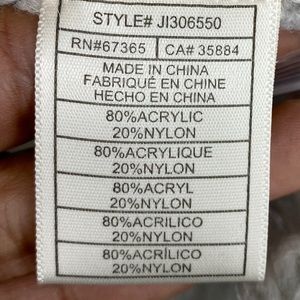 STYLE# JI306550
RN#67365 CA# 35884
MADE IN CHINA
FABRIQUÉ EN CHINE
HECHO EN CHINA
80%ACRYLIC
20%NYLON
80%ACRYLIQUE
20%NYLON
80%ACRYL
20%NYLON
80%ACRILICO
20%NYLON
80%ACRÍLICO
20%NYLON